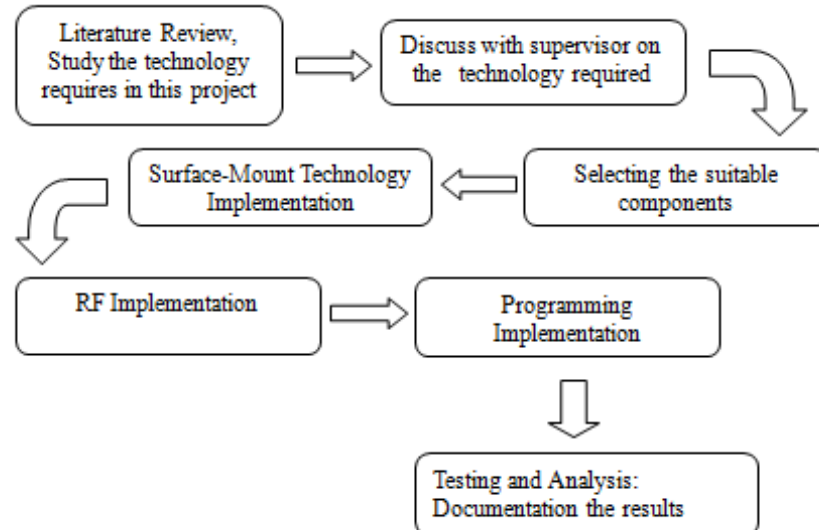 Literature Review,
Study the technology
requires in this project
Discuss with supervisor on
the technology required
Selecting the suitable
components
Surface-Mount Technology
Implementation
RF Implementation
Programming
Implementation
Testing and Analysis:
Documentation the results